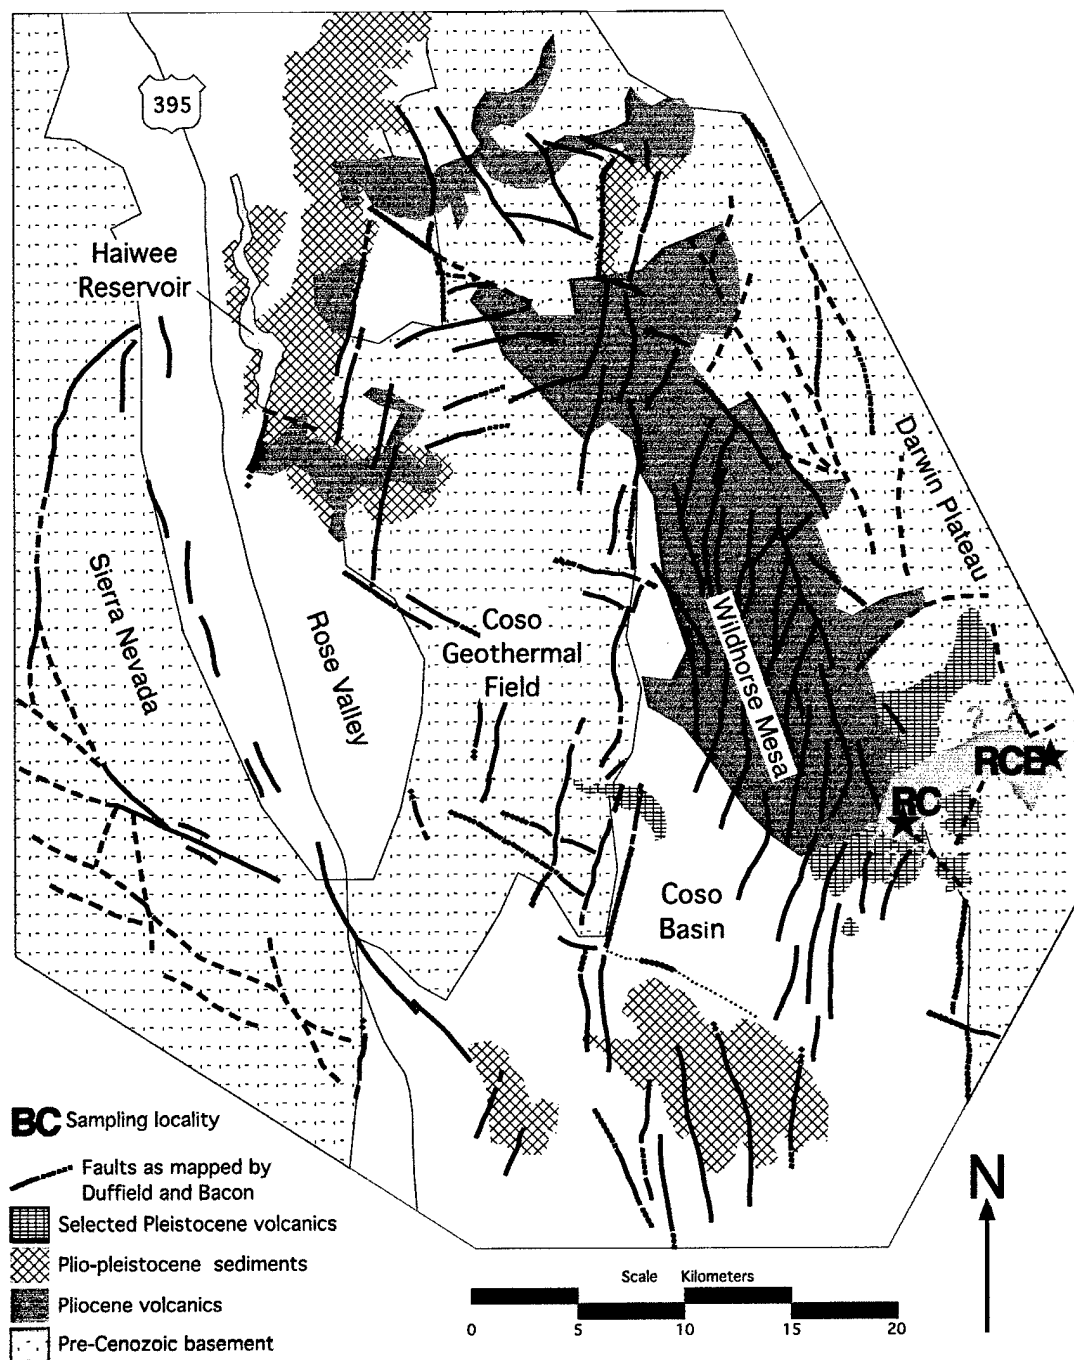 395
Haiwee
Reservoir
Darwin Plateau
Sierra Nevada
Rose Valley
Coso
Geothermal
Field
Wildhorse Mesa
? ?
RCE
RC
Coso
Basin
BC Sampling locality
Faults as mapped by
Duffield and Bacon
Selected Pleistocene volcanics
Plio-pleistocene sediments
Pliocene volcanics
Pre-Cenozoic basement
N
Scale Kilometers
0 5 10 15 20